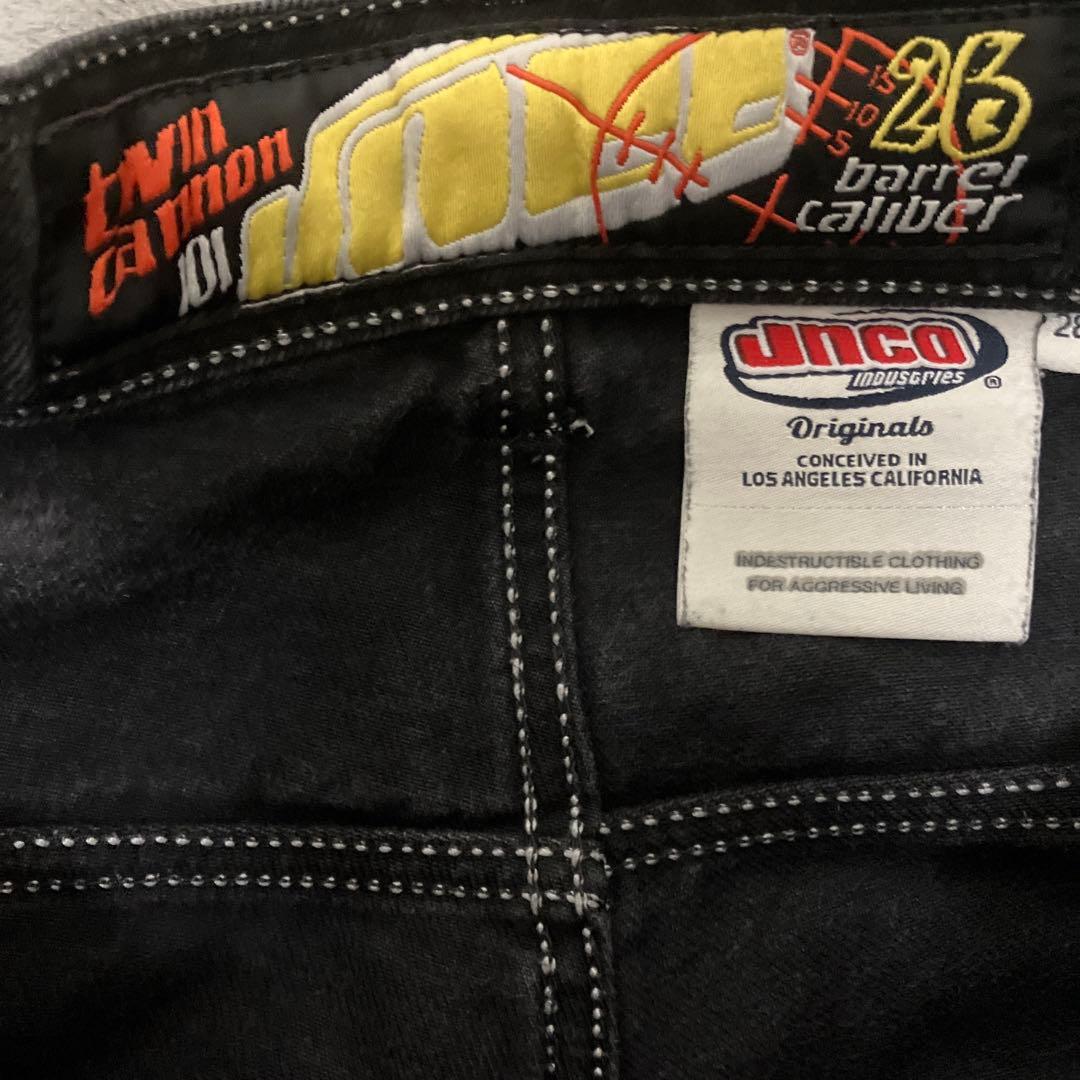 twin
cannon
101
JNCO
®
15
10
5
26
barrel
caliber
JNCO
INDUSTRIES
®
Originals
CONCEIVED IN
LOS ANGELES CALIFORNIA
INDESTRUCTIBLE CLOTHING
FOR AGGRESSIVE LIVING
28